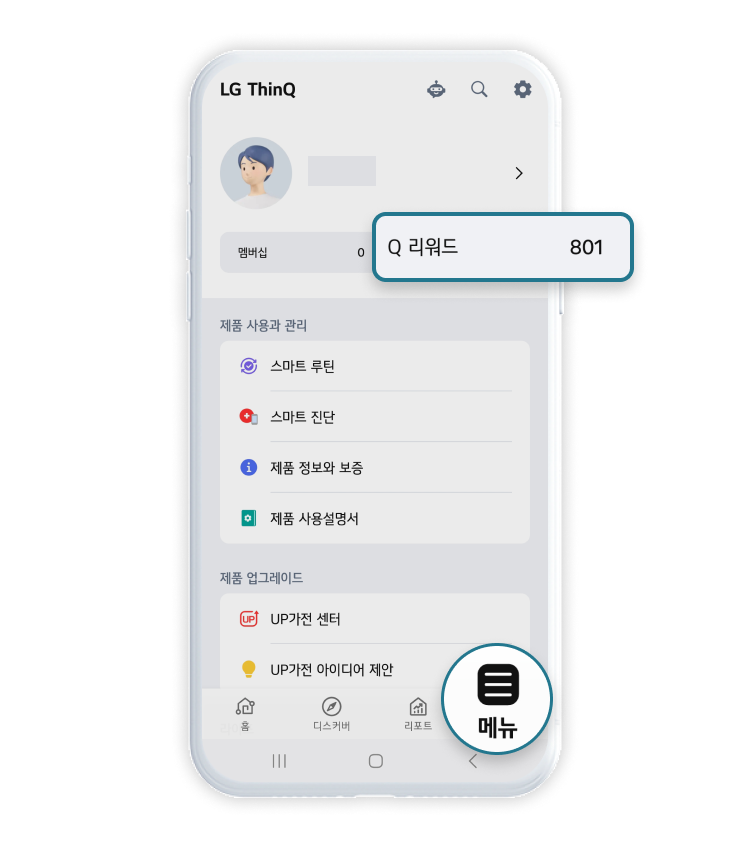 LG ThinQ
멤버십 0
Q 리워드 801
제품 사용과 관리
스마트 루틴
스마트 진단
제품 정보와 보증
제품 사용설명서
제품 업그레이드
UP UP가전 센터
UP가전 아이디어 제안
홈 디스커버 리포트 메뉴